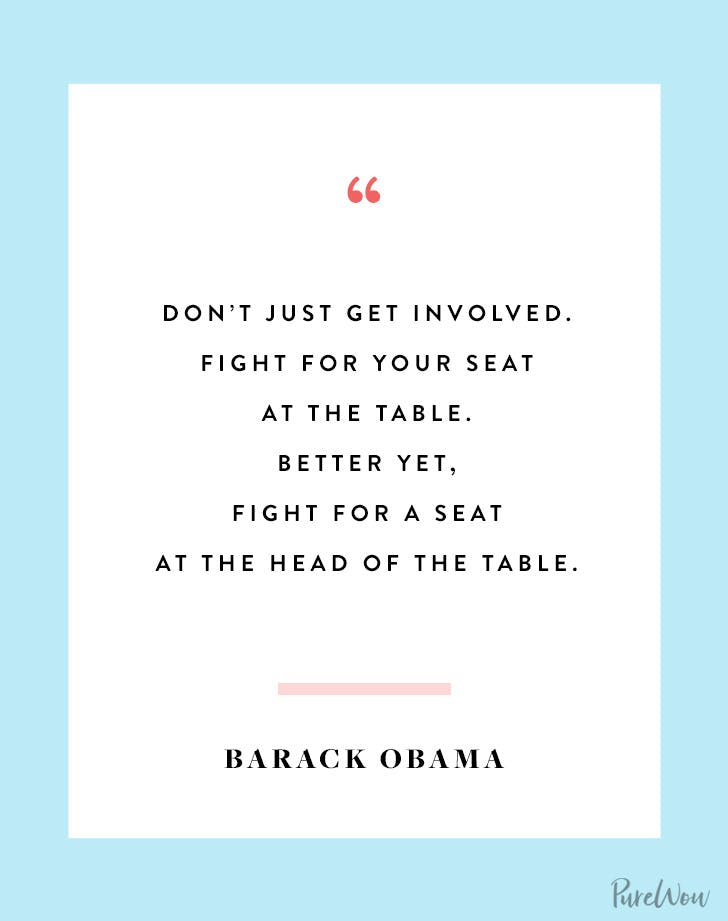 “
DON’T JUST GET INVOLVED.
FIGHT FOR YOUR SEAT
AT THE TABLE.
BETTER YET,
FIGHT FOR A SEAT
AT THE HEAD OF THE TABLE.
BARACK OBAMA
PureWow